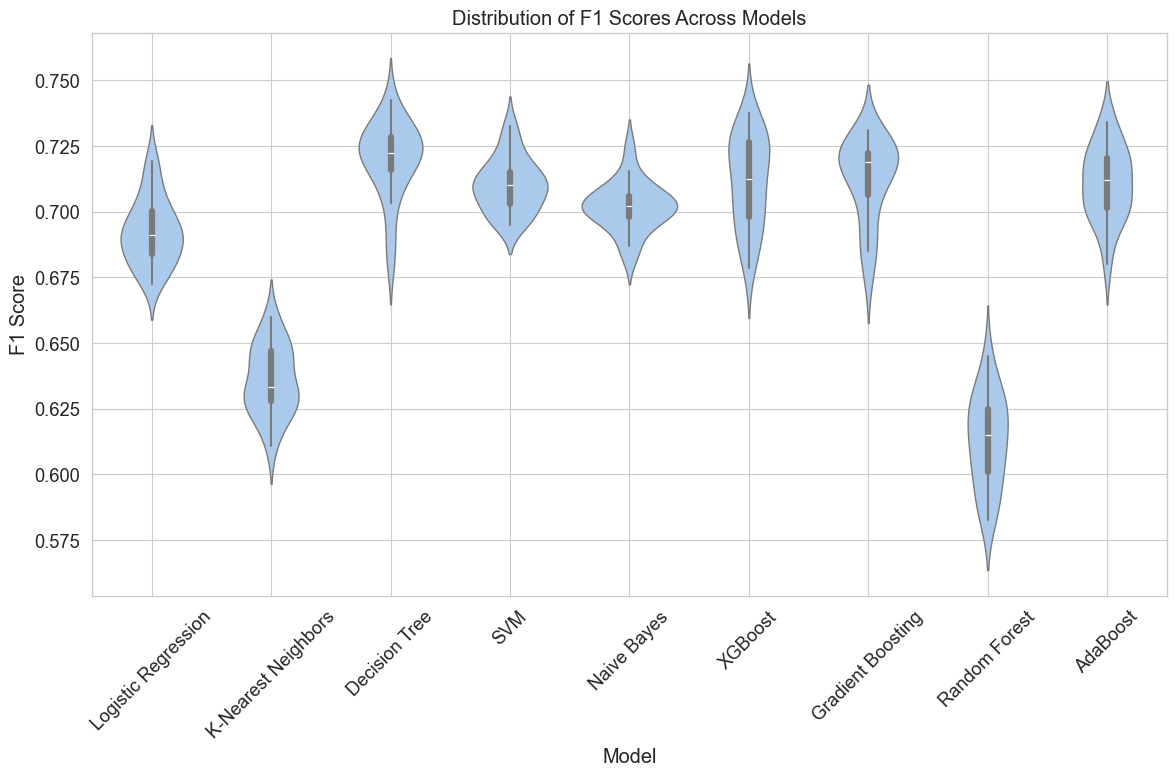 Distribution of F1 Scores Across Models
F1 Score
0.750
0.725
0.700
0.675
0.650
0.625
0.600
0.575
Logistic Regression
K-Nearest Neighbors
Decision Tree
SVM
Naive Bayes
XGBoost
Gradient Boosting
Random Forest
AdaBoost
Model